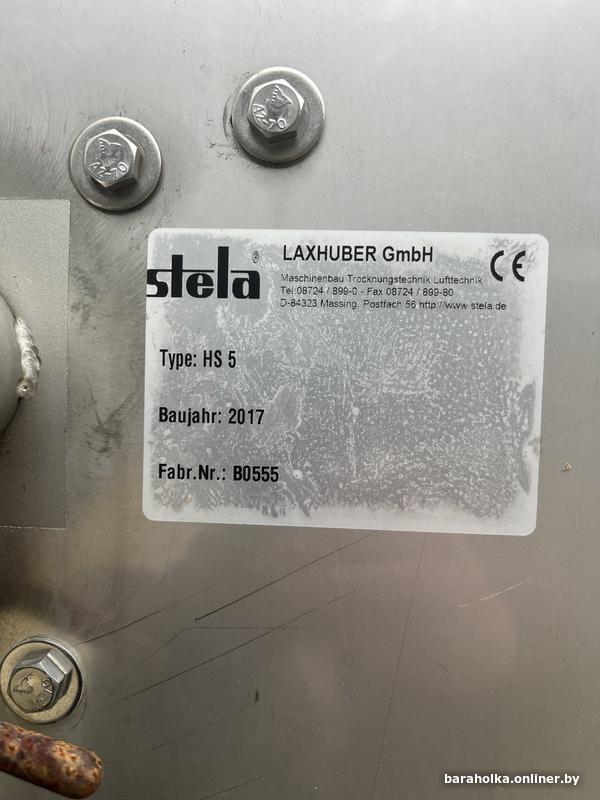 A2-70
A2-70
stela®
LAXHUBER GmbH
CE
Maschinenbau Trocknungstechnik Lufttechnik
Tel:08724 / 899-0 - Fax 08724 / 899-80
D-84323 Massing, Postfach 56 http://www.stela.de
Type: HS 5
Baujahr: 2017
Fabr.Nr.: B0555
baraholka.onliner.by